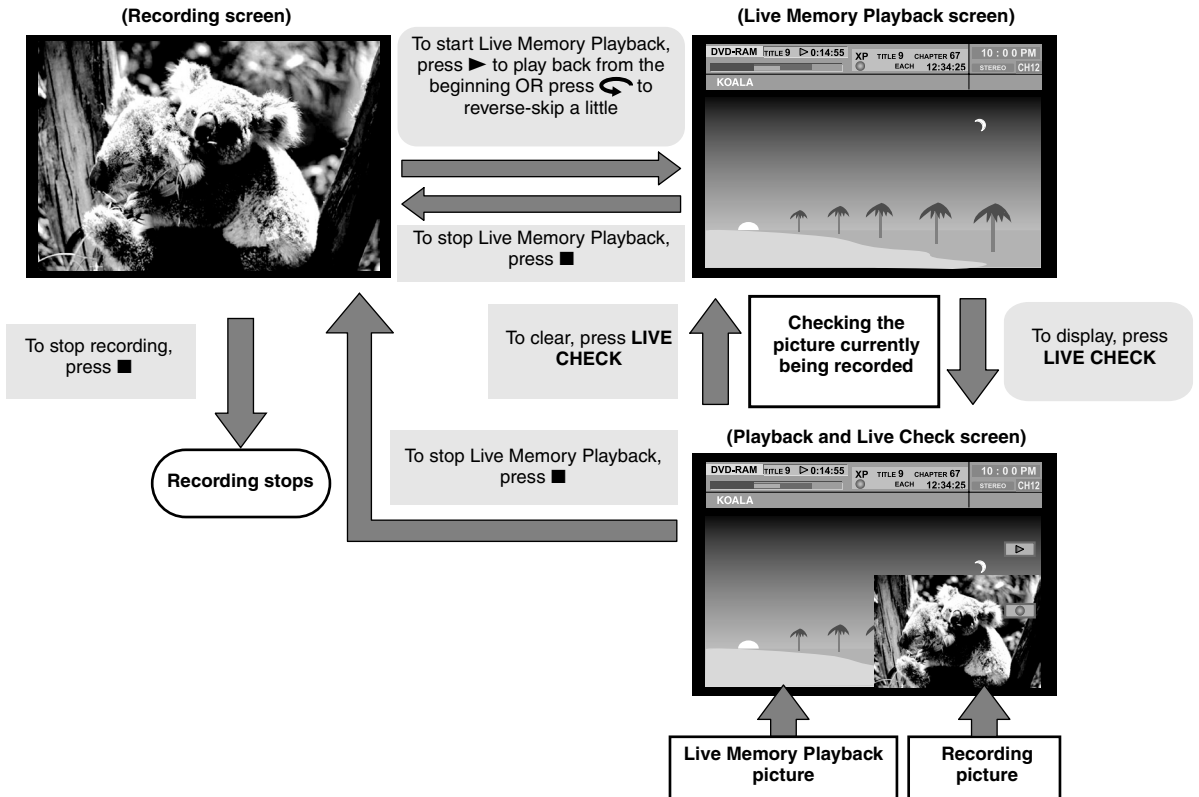 (Recording screen)
To start Live Memory Playback,
press ► to play back from the
beginning OR press ⤺ to
reverse-skip a little
(Live Memory Playback screen)
DVD-RAM TITLE 9 ▷ 0:14:55 XP TITLE 9 CHAPTER 67 10:00 PM
EACH 12:34:25 STEREO CH12
KOALA
To stop Live Memory Playback,
press ■
To stop recording,
press ■
Recording stops
To clear, press LIVE
CHECK
Checking the
picture currently
being recorded
To display, press
LIVE CHECK
To stop Live Memory Playback,
press ■
(Playback and Live Check screen)
DVD-RAM TITLE 9 ▷ 0:14:55 XP TITLE 9 CHAPTER 67 10:00 PM
EACH 12:34:25 STEREO CH12
KOALA
Live Memory Playback
picture
Recording
picture